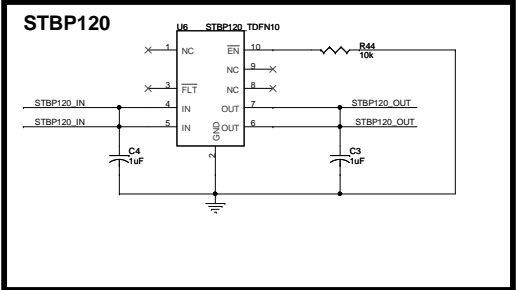 STBP120
U6 STBP120_TDFN10
1 NC EN 10 R44
10k
NC 9
3 FLT NC 8
STBP120_IN 4 IN OUT 7 STBP120_OUT
STBP120_IN 5 IN OUT 6 STBP120_OUT
GND
2
C4
1uF
C3
1uF